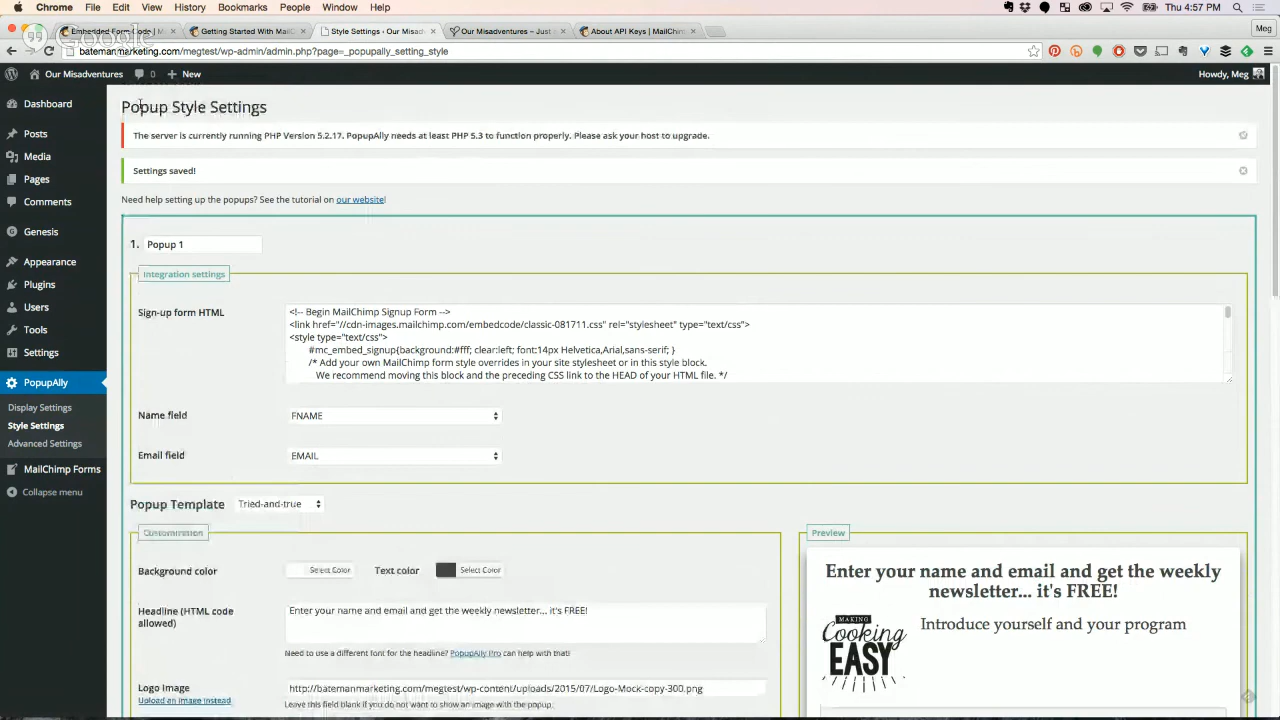 Chrome File Edit View History Bookmarks People Window Help
Thu 4:57 PM
Embedded Form Code |
Getting Started With MailC
Style Settings ‹ Our Misad
Our Misadventures – Just a
About API Keys | MailChim
Meg
Google
batemanmarketing.com/megtest/wp-admin/admin.php?page=_popupally_setting_style
Our Misadventures 0 + New
Howdy, Meg
Dashboard
Posts
Media
Pages
Comments
Genesis
Appearance
Plugins
Users
Tools
Settings
PopupAlly
Display Settings
Style Settings
Advanced Settings
MailChimp Forms
Collapse menu
Popup Style Settings
The server is currently running PHP Version 5.2.17. PopupAlly needs at least PHP 5.3 to function properly. Please ask your host to upgrade.
Settings saved!
Need help setting up the popups? See the tutorial on our website!
1. Popup 1
Integration settings
Sign-up form HTML
<!-- Begin MailChimp Signup Form -->
<link href="//cdn-images.mailchimp.com/embedcode/classic-081711.css" rel="stylesheet" type="text/css">
<style type="text/css">
#mc_embed_signup{background:#fff; clear:left; font:14px Helvetica,Arial,sans-serif; }
/* Add your own MailChimp form style overrides in your site stylesheet or in this style block.
We recommend moving this block and the preceding CSS link to the HEAD of your HTML file. */
Name field FNAME
Email field EMAIL
Popup Template Tried-and-true
Customization
Background color Select Color Text color Select Color
Headline (HTML code
allowed)
Enter your name and email and get the weekly newsletter... it's FREE!
Need to use a different font for the headline? PopupAlly Pro can help with that!
Logo Image
Upload an image instead
http://batemanmarketing.com/megtest/wp-content/uploads/2015/07/Logo-Mock-copy-300.png
Leave this field blank if you do not want to show an image with the popup.
Preview
Enter your name and email and get the weekly
newsletter... it's FREE!
MAKING
Cooking
EASY
Introduce yourself and your program